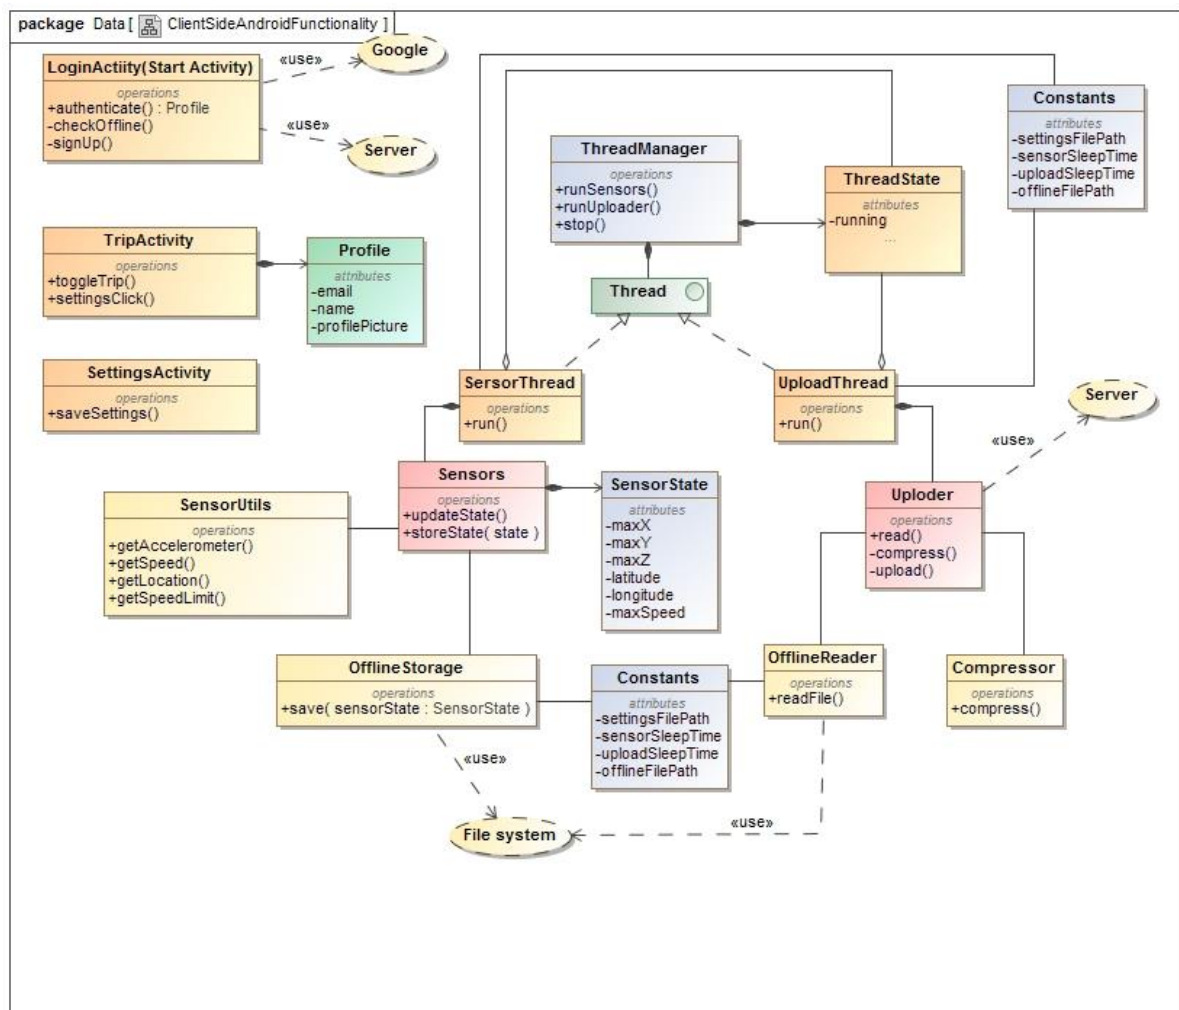 package Data [ ClientSideAndroidFunctionality ]
LoginActiity(Start Activity)
operations
+authenticate() : Profile
-checkOffline()
-signUp()
«use»
Google
«use»
Server
TripActivity
operations
+toggleTrip()
+settingsClick()
Profile
attributes
-email
-name
-profilePicture
SettingsActivity
operations
+saveSettings()
ThreadManager
operations
+runSensors()
+runUploader()
+stop()
ThreadState
attributes
-running
...
Constants
attributes
-settingsFilePath
-sensorSleepTime
-uploadSleepTime
-offlineFilePath
Thread
SersorThread
operations
+run()
UploadThread
operations
+run()
Server
«use»
Sensors
operations
+updateState()
+storeState( state )
SensorState
attributes
-maxX
-maxY
-maxZ
-latitude
-longitude
-maxSpeed
SensorUtils
operations
+getAccelerometer()
+getSpeed()
+getLocation()
+getSpeedLimit()
Uploder
operations
+read()
-compress()
-upload()
OfflineStorage
operations
+save( sensorState : SensorState )
Constants
attributes
-settingsFilePath
-sensorSleepTime
-uploadSleepTime
-offlineFilePath
OfflineReader
operations
+readFile()
Compressor
operations
+compress()
«use»
«use»
File system